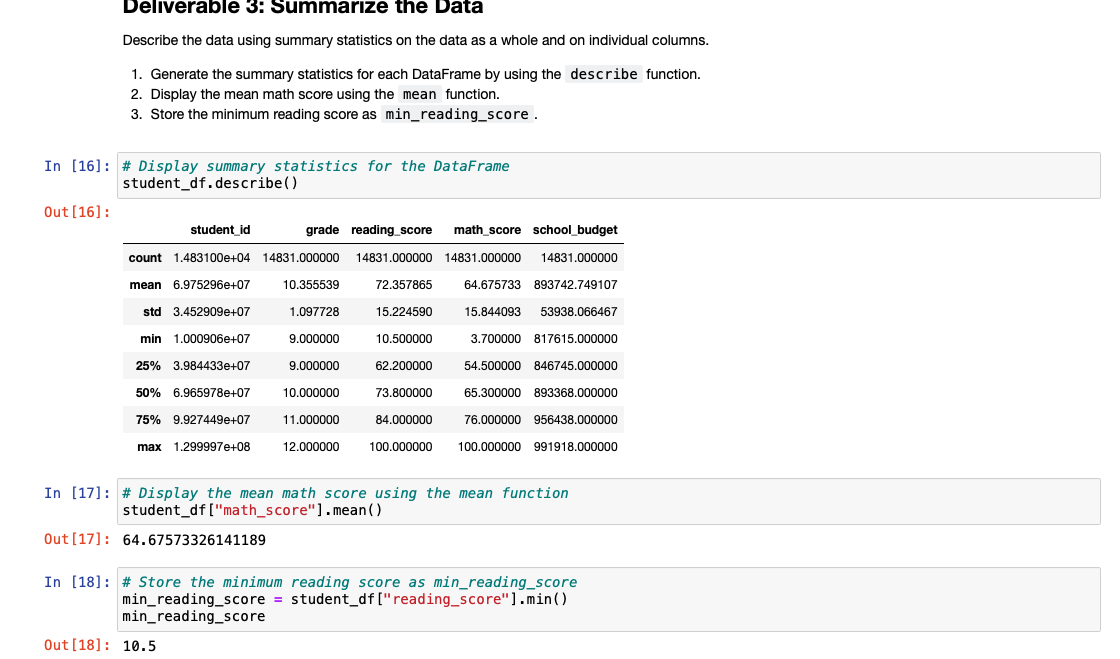 Deliverable 3: Summarize the Data
Describe the data using summary statistics on the data as a whole and on individual columns.
1. Generate the summary statistics for each DataFrame by using the describe function.
2. Display the mean math score using the mean function.
3. Store the minimum reading score as min_reading_score .
In [16]: # Display summary statistics for the DataFrame
student_df.describe()
Out[16]:
student_id grade reading_score math_score school_budget
count 1.483100e+04 14831.000000 14831.000000 14831.000000 14831.000000
mean 6.975296e+07 10.355539 72.357865 64.675733 893742.749107
std 3.452909e+07 1.097728 15.224590 15.844093 53938.066467
min 1.000906e+07 9.000000 10.500000 3.700000 817615.000000
25% 3.984433e+07 9.000000 62.200000 54.500000 846745.000000
50% 6.965978e+07 10.000000 73.800000 65.300000 893368.000000
75% 9.927449e+07 11.000000 84.000000 76.000000 956438.000000
max 1.299997e+08 12.000000 100.000000 100.000000 991918.000000
In [17]: # Display the mean math score using the mean function
student_df["math_score"].mean()
Out[17]: 64.67573326141189
In [18]: # Store the minimum reading score as min_reading_score
min_reading_score = student_df["reading_score"].min()
min_reading_score
Out[18]: 10.5